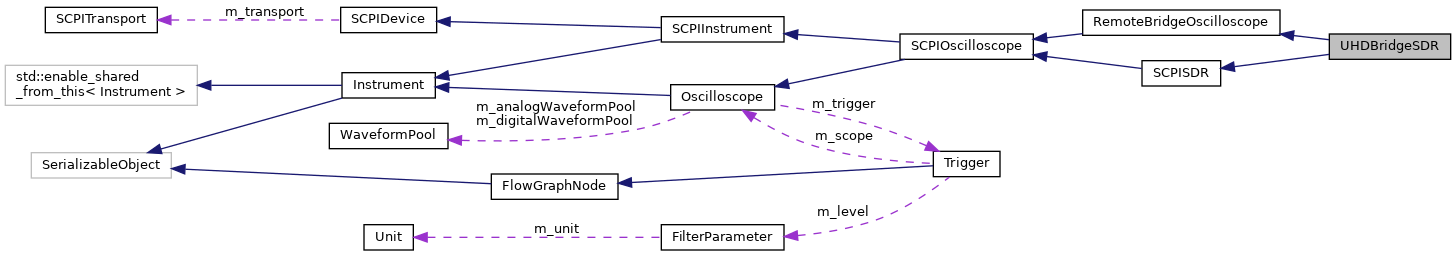 SCPITransport
m_transport
SCPIDevice
SCPIInstrument
RemoteBridgeOscilloscope
SCPIOscilloscope
UHDBridgeSDR
SCPISDR
std::enable_shared
_from_this< Instrument >
Instrument
Oscilloscope
m_analogWaveformPool
m_digitalWaveformPool
m_trigger
WaveformPool
m_scope
SerializableObject
FlowGraphNode
Trigger
m_level
Unit
m_unit
FilterParameter